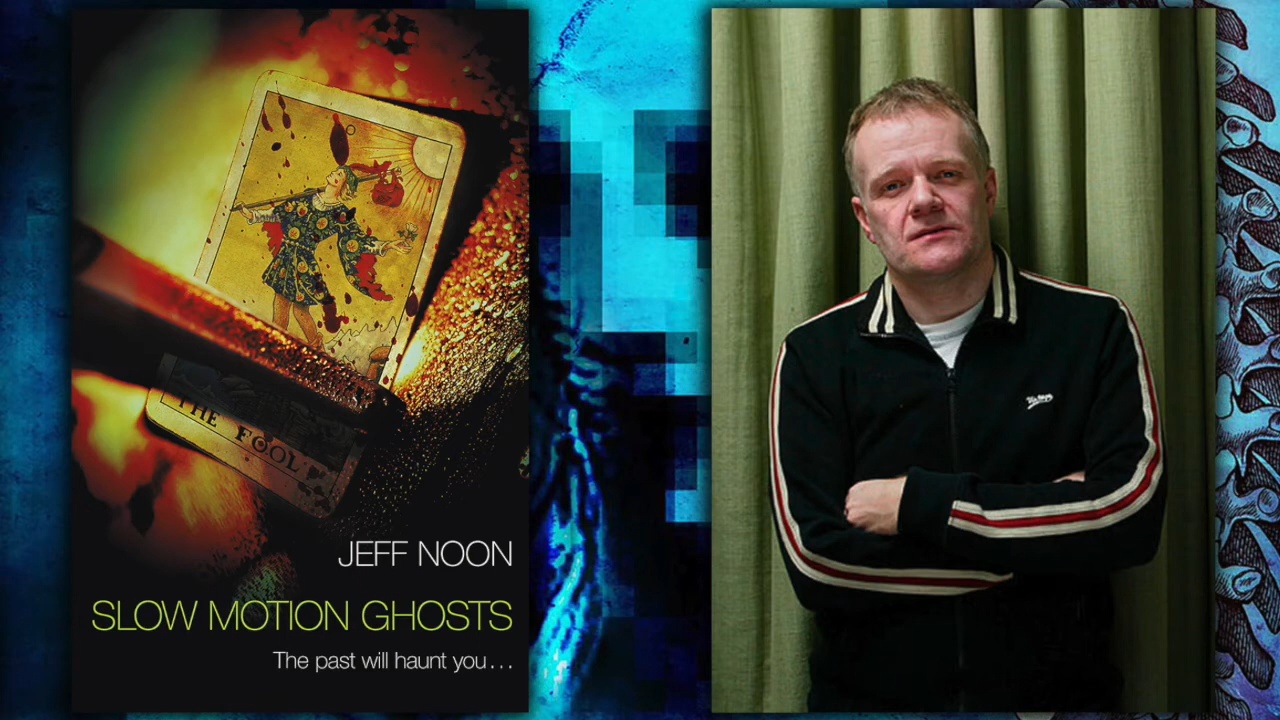 THE FOOL
JEFF NOON
SLOW MOTION GHOSTS
The past will haunt you...